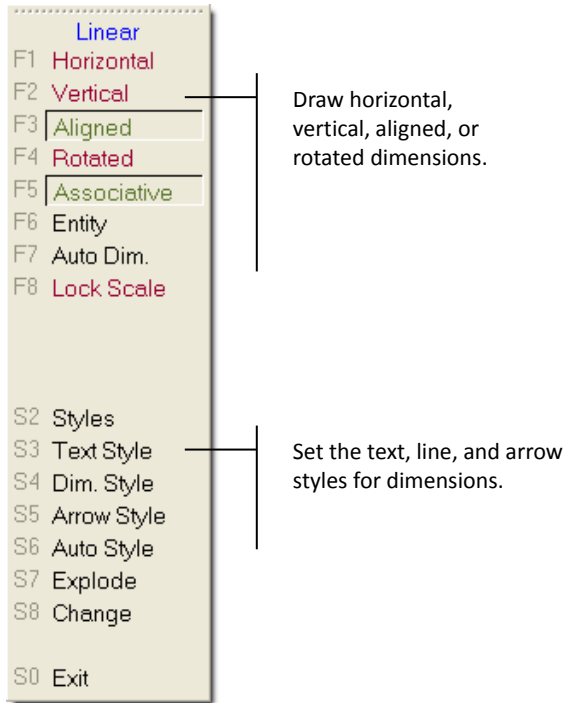 Linear
F1 Horizontal
F2 Vertical
F3 Aligned
F4 Rotated
F5 Associative
F6 Entity
F7 Auto Dim.
F8 Lock Scale
S2 Styles
S3 Text Style
S4 Dim. Style
S5 Arrow Style
S6 Auto Style
S7 Explode
S8 Change
S0 Exit
Draw horizontal,
vertical, aligned, or
rotated dimensions.
Set the text, line, and arrow
styles for dimensions.